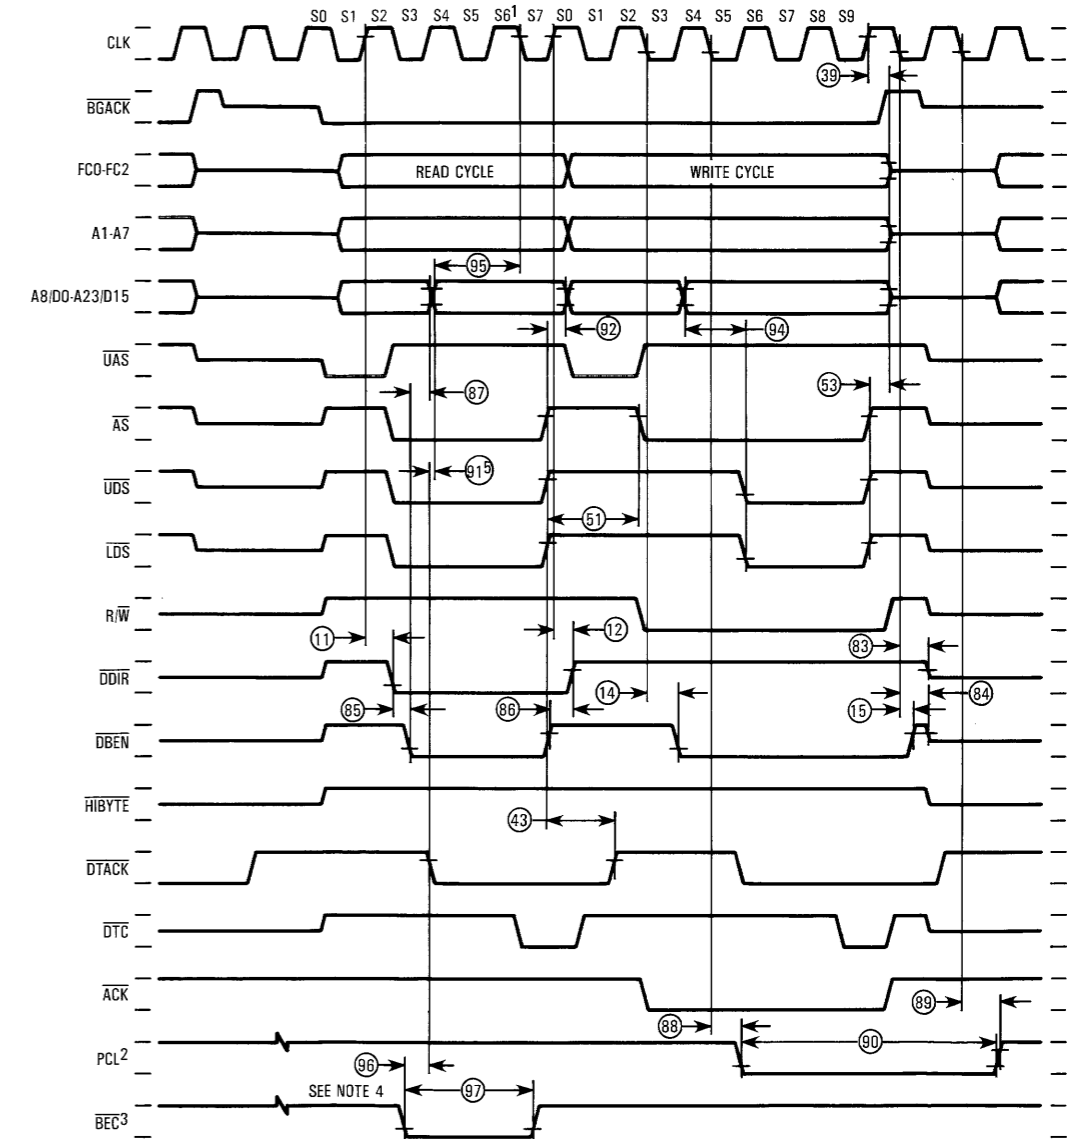 S0 S1 S2 S3 S4 S5 S6¹ S7 S0 S1 S2 S3 S4 S5 S6 S7 S8 S9
CLK
39
BGACK
FC0-FC2
READ CYCLE
WRITE CYCLE
A1-A7
95
A8/D0-A23/D15
92
94
UAS
87
53
AS
91⁵
UDS
51
LDS
R/W
11
12
83
DDIR
14
84
85
86
15
DBEN
HIBYTE
43
DTACK
DTC
ACK
89
88
90
PCL²
96
SEE NOTE 4
97
BEC³